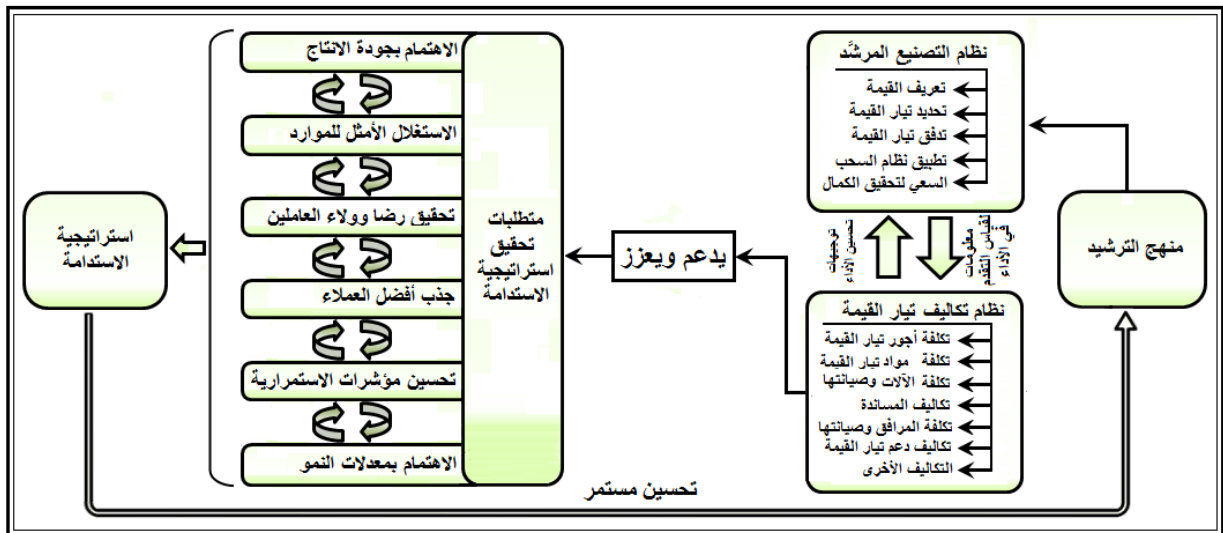 منهج الترشيد
نظام التصنيع المرشَّد
تعريف القيمة
تحديد تيار القيمة
تدفق تيار القيمة
تطبيق نظام السحب
السعي لتحقيق الكمال
معلومات
لقياس التقدم
في الأداء
توجيهات
تحسين الأداء
نظام تكاليف تيار القيمة
تكلفة أجور تيار القيمة
تكلفة مواد تيار القيمة
تكلفة الآلات وصيانتها
تكاليف المساندة
تكلفة المرافق وصيانتها
تكاليف دعم تيار القيمة
التكاليف الأخرى
يدعم ويعزز
متطلبات
تحقيق
استراتيجية
الاستدامة
الاهتمام بجودة الانتاج
الاستغلال الأمثل للموارد
تحقيق رضا وولاء العاملين
جذب أفضل العملاء
تحسين مؤشرات الاستمرارية
الاهتمام بمعدلات النمو
استراتيجية
الاستدامة
تحسين مستمر